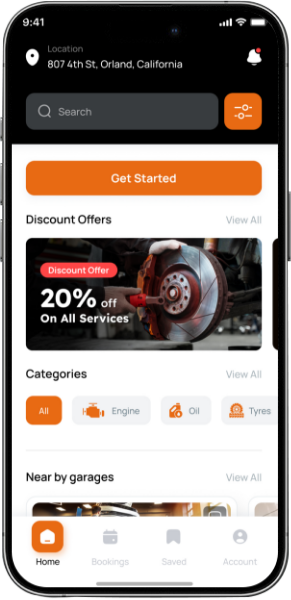 9:41
Location
807 4th St, Orland, California
Search
Get Started
Discount Offers View All
Discount Offer
20% off
On All Services
Categories View All
All Engine Oil Tyres
Near by garages View All
Home Bookings Saved Account